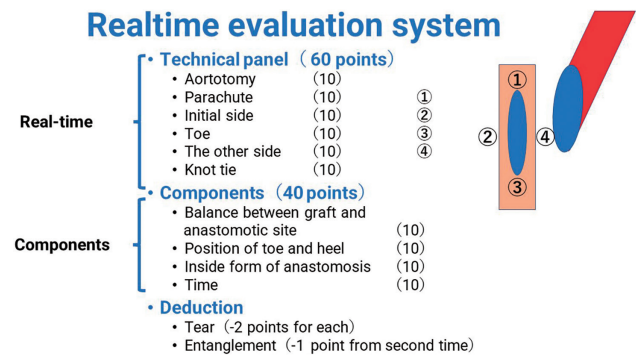 Realtime evaluation system
• Technical panel（60 points）
• Aortotomy （10）
• Parachute （10） ①
• Initial side （10） ②
• Toe （10） ③
• The other side （10） ④
• Knot tie （10）
Real-time
• Components（40 points）
• Balance between graft and
anastomotic site （10）
• Position of toe and heel （10）
• Inside form of anastomosis （10）
• Time （10）
Components
• Deduction
• Tear（-2 points for each）
• Entanglement（-1 point from second time）
①
② ④
③